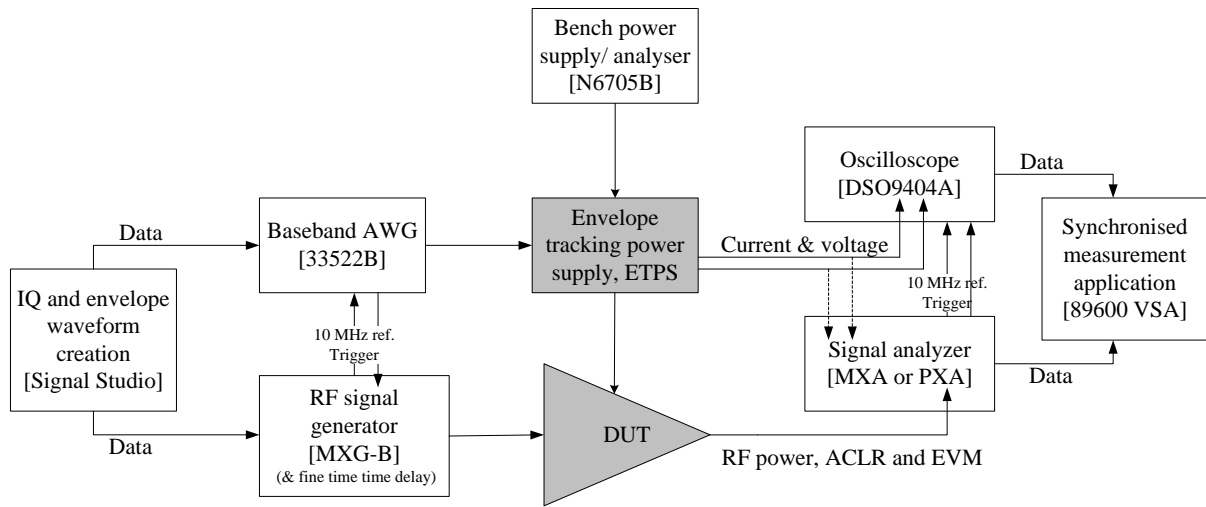 Bench power
supply/ analyser
[N6705B]
Oscilloscope
[DSO9404A]
Data
Data
Baseband AWG
[33522B]
Envelope
tracking power
supply, ETPS
Current & voltage
Synchronised
measurement
application
[89600 VSA]
IQ and envelope
waveform
creation
[Signal Studio]
10 MHz ref.
Trigger
10 MHz ref.
Trigger
Signal analyzer
[MXA or PXA]
Data
Data
RF signal
generator
[MXG-B]
(& fine time time delay)
DUT
RF power, ACLR and EVM